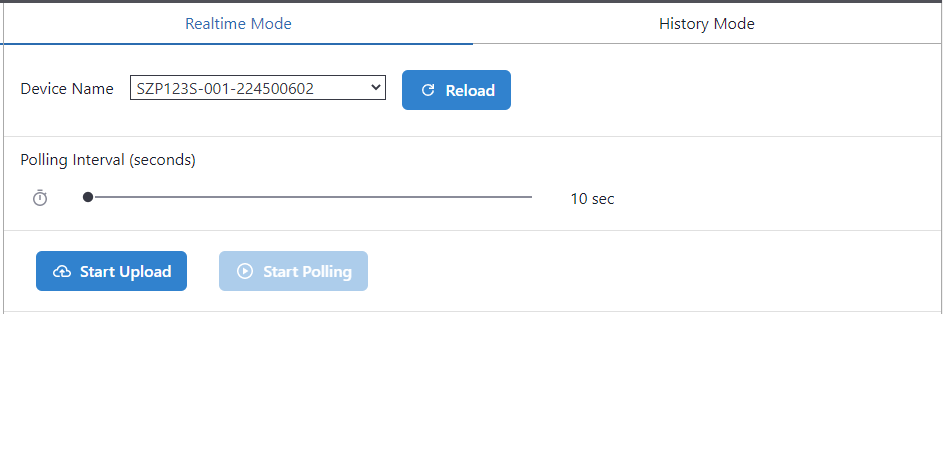 Realtime Mode History Mode
Device Name SZP123S-001-224500602 Reload
Polling Interval (seconds)
10 sec
Start Upload Start Polling